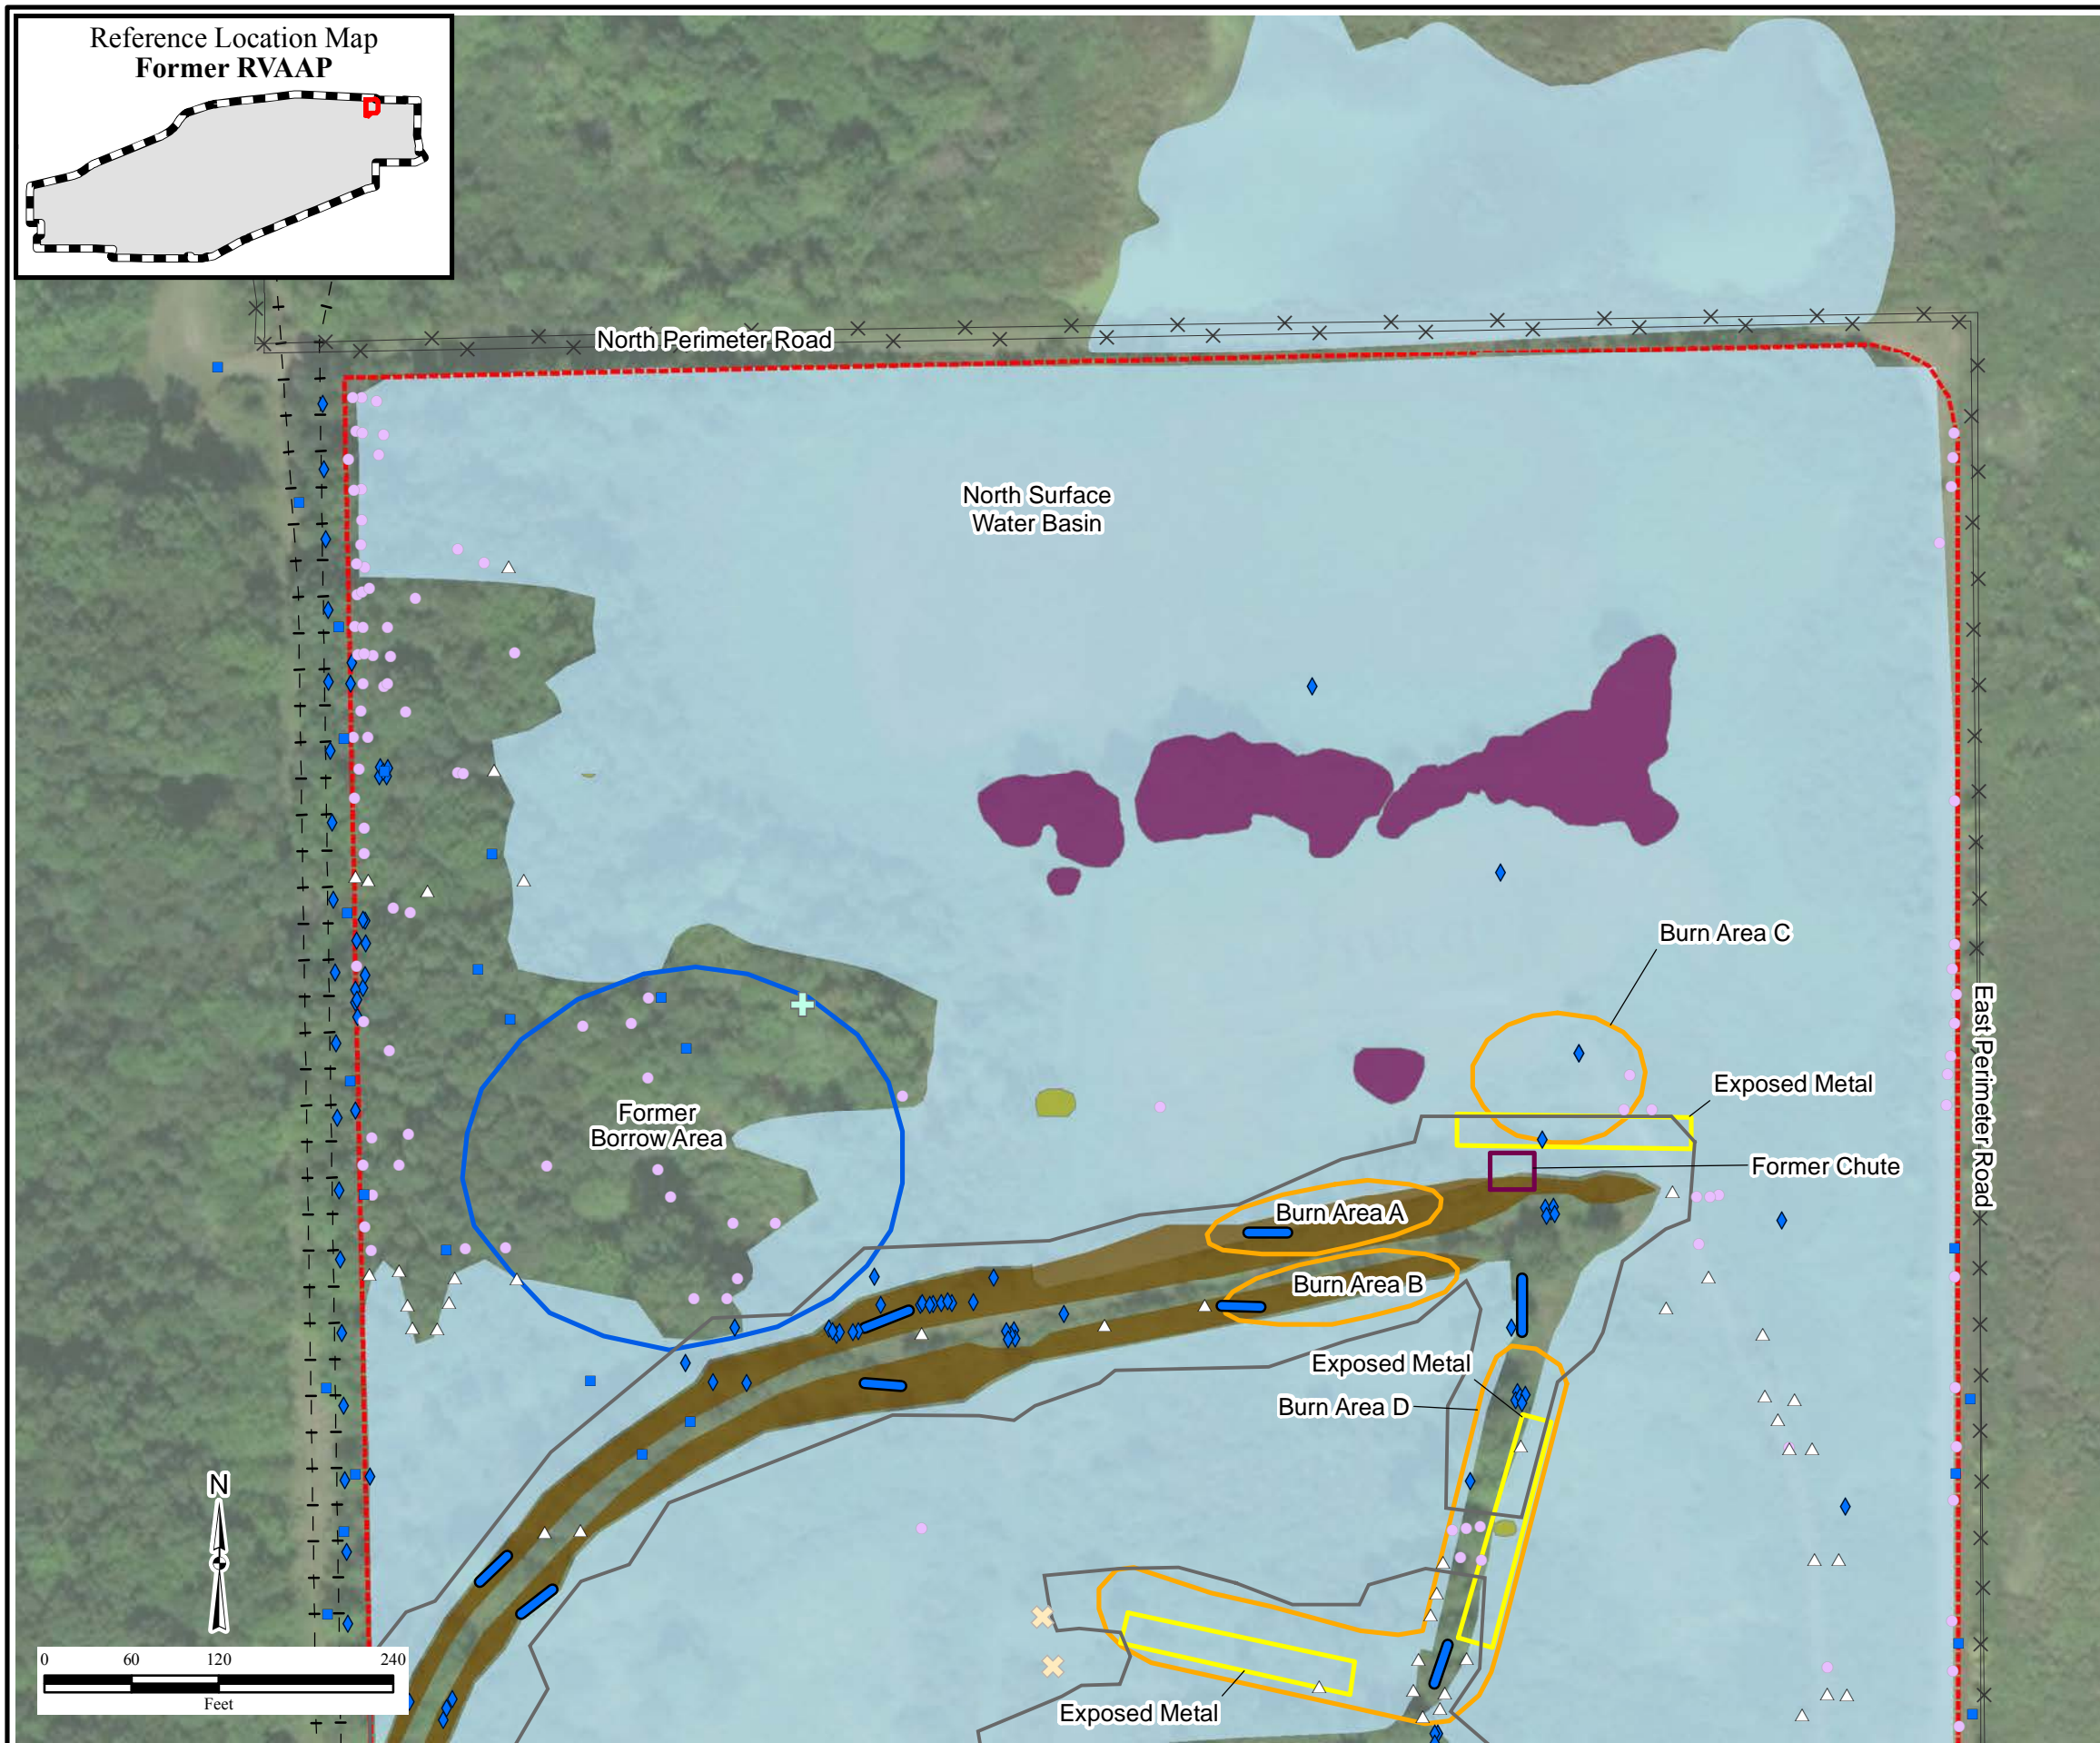 Reference Location Map
Former RVAAP
North Perimeter Road
North Surface
Water Basin
Burn Area C
Exposed Metal
East Perimeter Road
Former
Borrow Area
Former Chute
Burn Area A
Burn Area B
Exposed Metal
Burn Area D
N
0 60 120 240
Feet
Exposed Metal